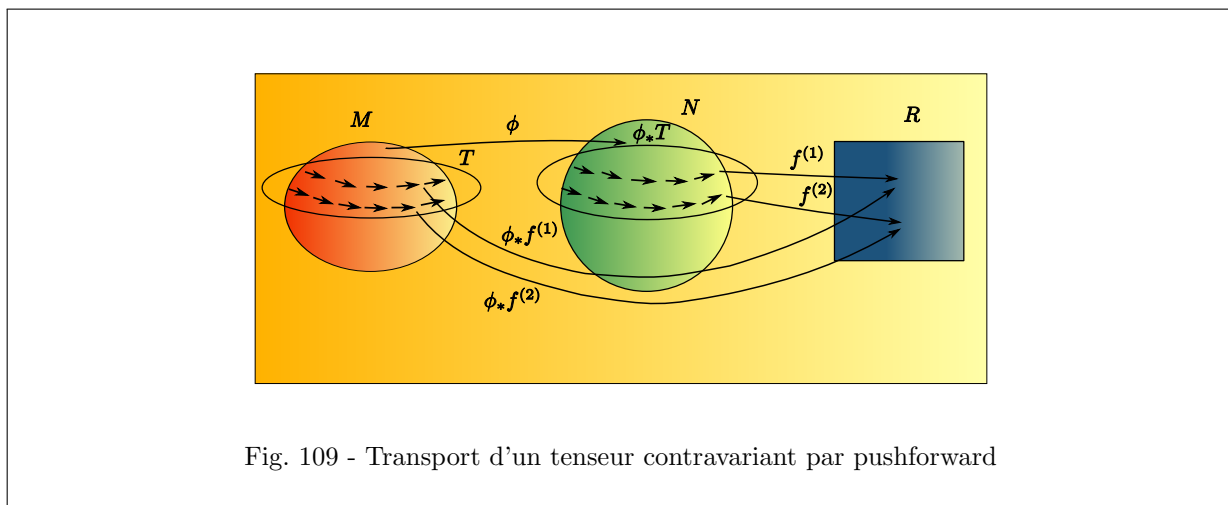 M
ϕ
N
R
T
ϕ∗T
f⁽¹⁾
f⁽²⁾
ϕ∗f⁽¹⁾
ϕ∗f⁽²⁾
Fig. 109 - Transport d'un tenseur contravariant par pushforward